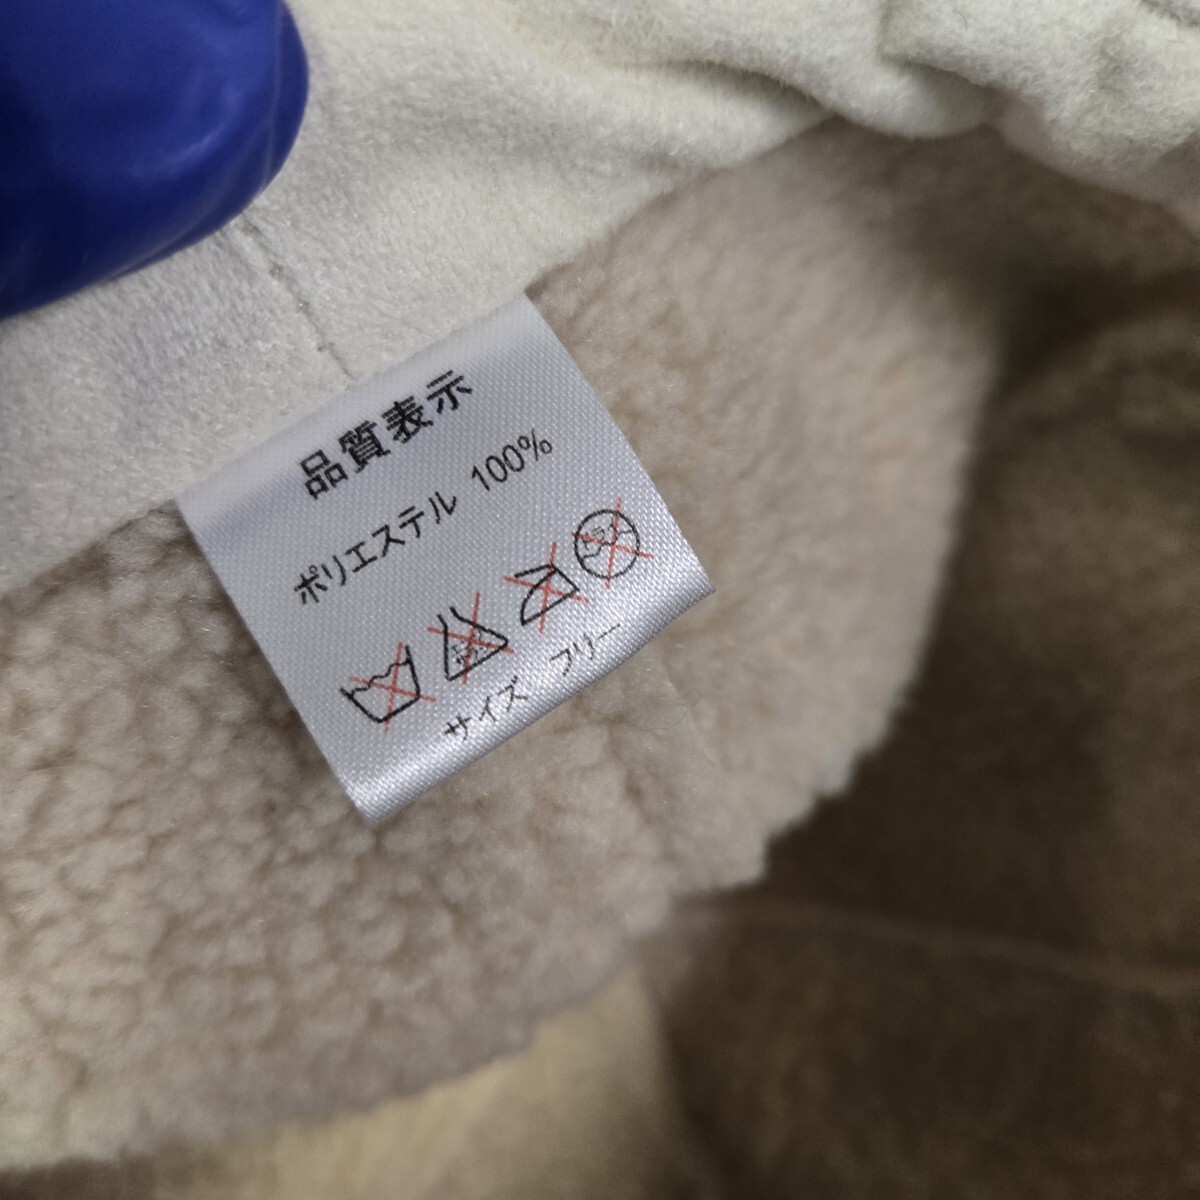 品質表示
ポリエステル 100%
サイズ フリー